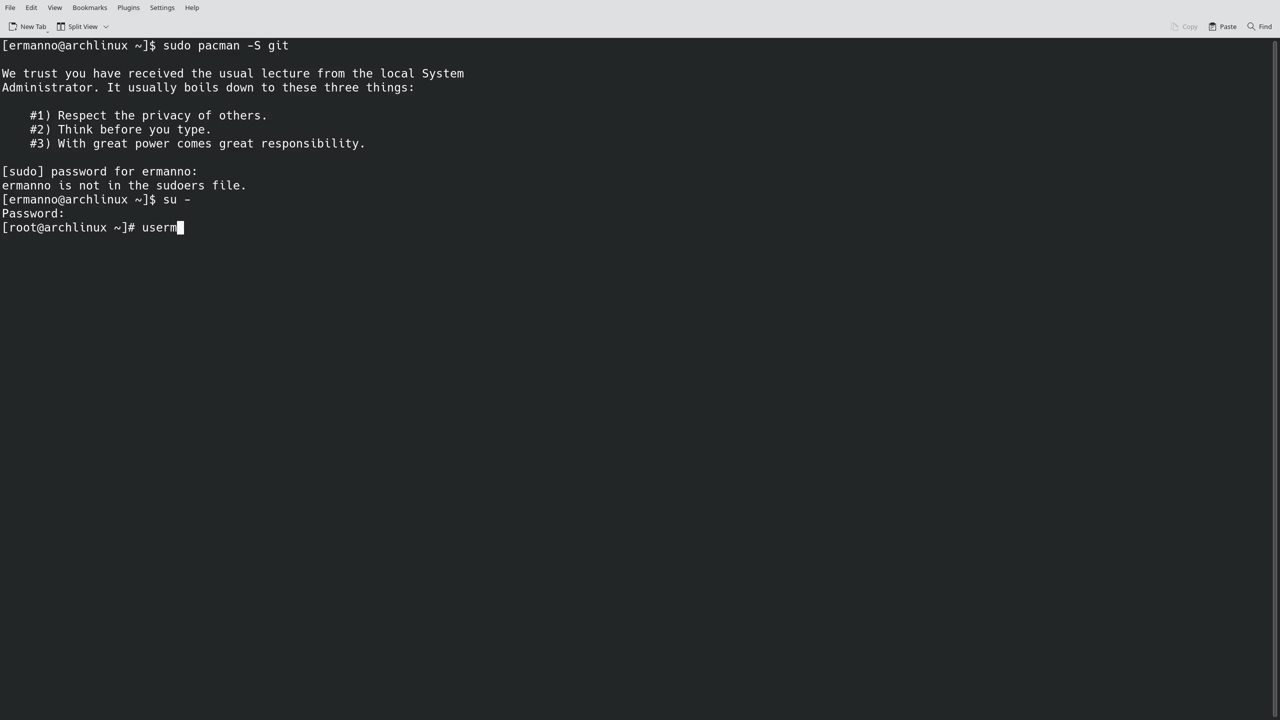 File Edit View Bookmarks Plugins Settings Help
New Tab Split View Copy Paste Find
[ermanno@archlinux ~]$ sudo pacman -S git
We trust you have received the usual lecture from the local System
Administrator. It usually boils down to these three things:
#1) Respect the privacy of others.
#2) Think before you type.
#3) With great power comes great responsibility.
[sudo] password for ermanno:
ermanno is not in the sudoers file.
[ermanno@archlinux ~]$ su -
Password:
[root@archlinux ~]# userm